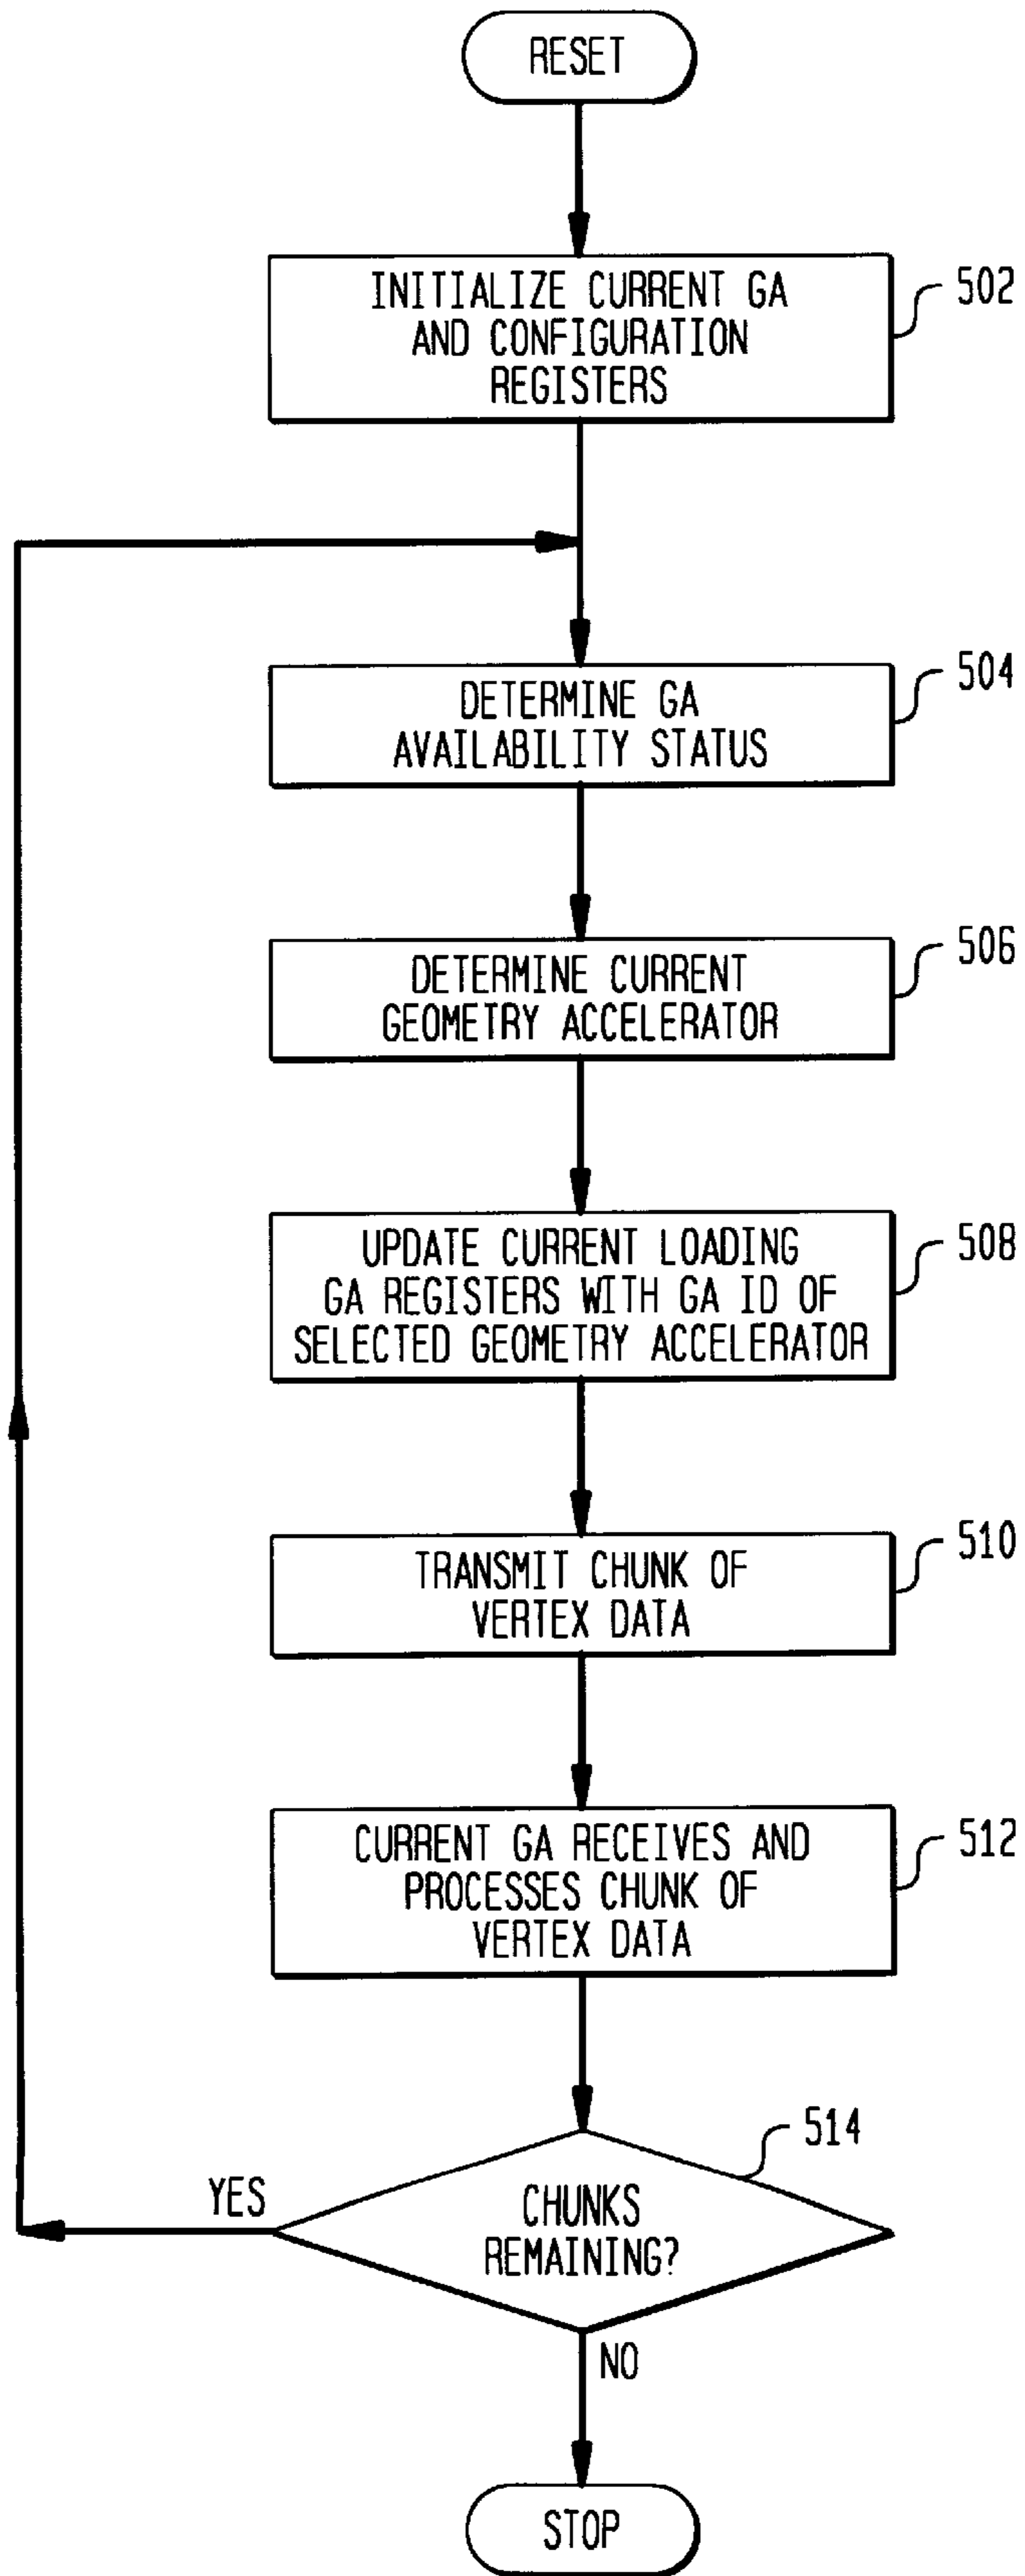 RESET
INITIALIZE CURRENT GA
AND CONFIGURATION
REGISTERS
502
DETERMINE GA
AVAILABILITY STATUS
504
DETERMINE CURRENT
GEOMETRY ACCELERATOR
506
UPDATE CURRENT LOADING
GA REGISTERS WITH GA ID OF
SELECTED GEOMETRY ACCELERATOR
508
TRANSMIT CHUNK OF
VERTEX DATA
510
CURRENT GA RECEIVES AND
PROCESSES CHUNK OF
VERTEX DATA
512
514
YES
CHUNKS
REMAINING?
NO
STOP